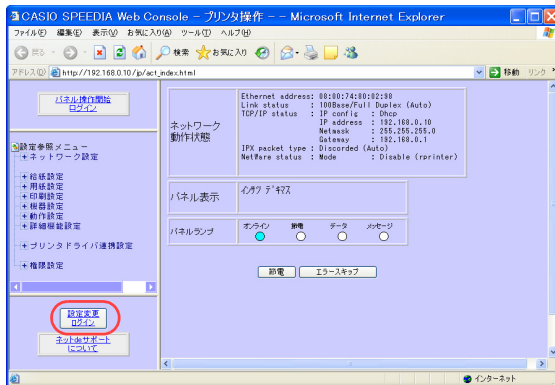 CASIO SPEEDIA Web Console - プリンタ操作 - - Microsoft Internet Explorer
ファイル(F) 編集(E) 表示(V) お気に入り(A) ツール(T) ヘルプ(H)
戻る 検索 お気に入り
アドレス(D) http://192.168.0.10/jp/act_index.html 移動 リンク
パネル操作開始
ログイン
設定参照メニュー
ネットワーク設定
給紙設定
用紙設定
印刷設定
機器設定
動作設定
詳細機能設定
プリンタドライバ連携設定
権限設定
設定変更
ログイン
ネットdeサポート
について
ネットワーク
動作状態
Ethernet address: 08:00:74:00:02:98
Link status : 100Base/Full Duplex (Auto)
TCP/IP status : IP config : Dhcp
IP address : 192.168.0.10
Netmask : 255.255.255.0
Gateway : 192.168.0.1
IPX packet type : Discorded (Auto)
NetWare status : Mode : Disable (rprinter)
パネル表示
インサツ デキマス
パネルランプ
オンライン 節電 データ メッセージ
節電 エラースキップ
インターネット